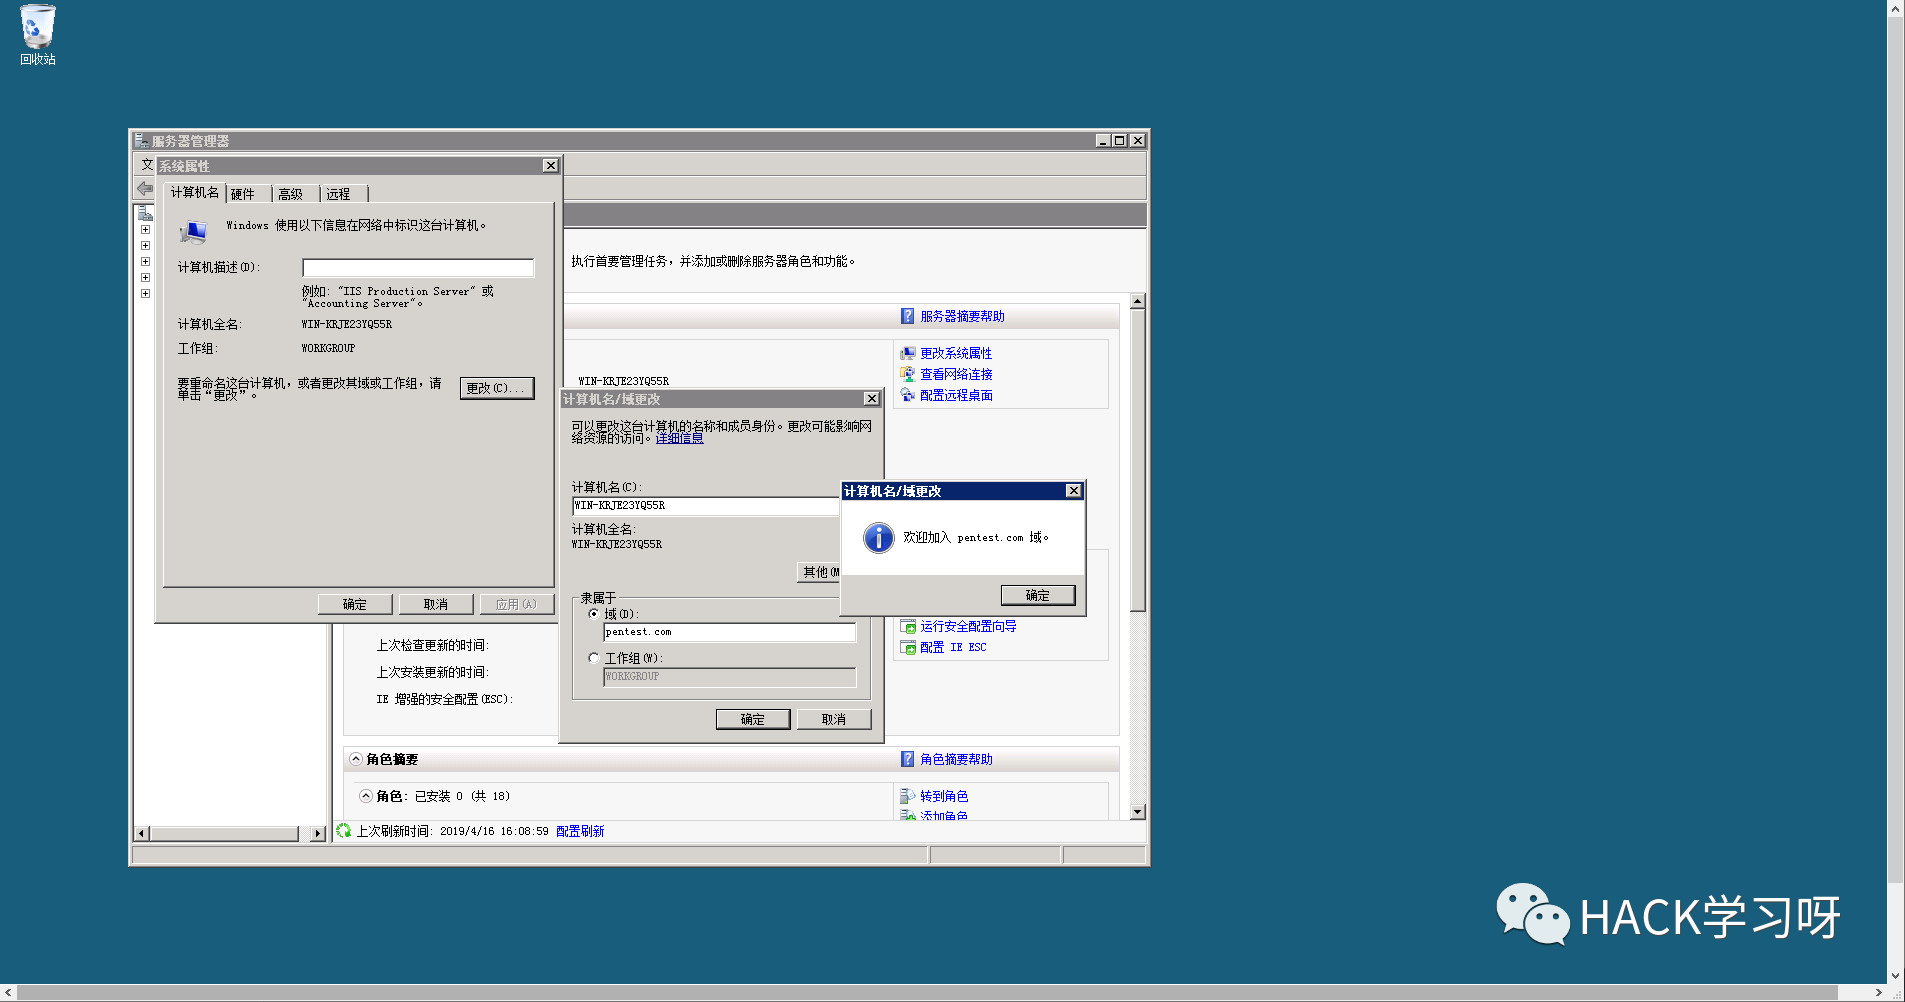 回收站
服务器管理器
文
系统属性
计算机名
硬件
高级
远程
Windows 使用以下信息在网络中标识这台计算机。
计算机描述(D):
例如: "IIS Production Server" 或
"Accounting Server"。
计算机全名:
WIN-KRJE23YQ55R
工作组:
WORKGROUP
要重命名这台计算机，或者更改其域或工作组，请
单击“更改”。
更改(C)...
确定
取消
应用(A)
执行首要管理任务，并添加或删除服务器角色和功能。
服务器摘要帮助
更改系统属性
查看网络连接
配置远程桌面
WIN-KRJE23YQ55R
计算机名/域更改
可以更改这台计算机的名称和成员身份。更改可能影响网
络资源的访问。详细信息
计算机名(C):
WIN-KRJE23YQ55R
计算机全名:
WIN-KRJE23YQ55R
其他(M
隶属于
域(D):
pentest.com
工作组(W):
WORKGROUP
确定
取消
计算机名/域更改
欢迎加入 pentest.com 域。
确定
运行安全配置向导
配置 IE ESC
上次检查更新的时间:
上次安装更新的时间:
IE 增强的安全配置(ESC):
角色摘要
角色摘要帮助
角色: 已安装 0 (共 18)
转到角色
添加角色
上次刷新时间: 2019/4/16 16:08:59 配置刷新
HACK学习呀